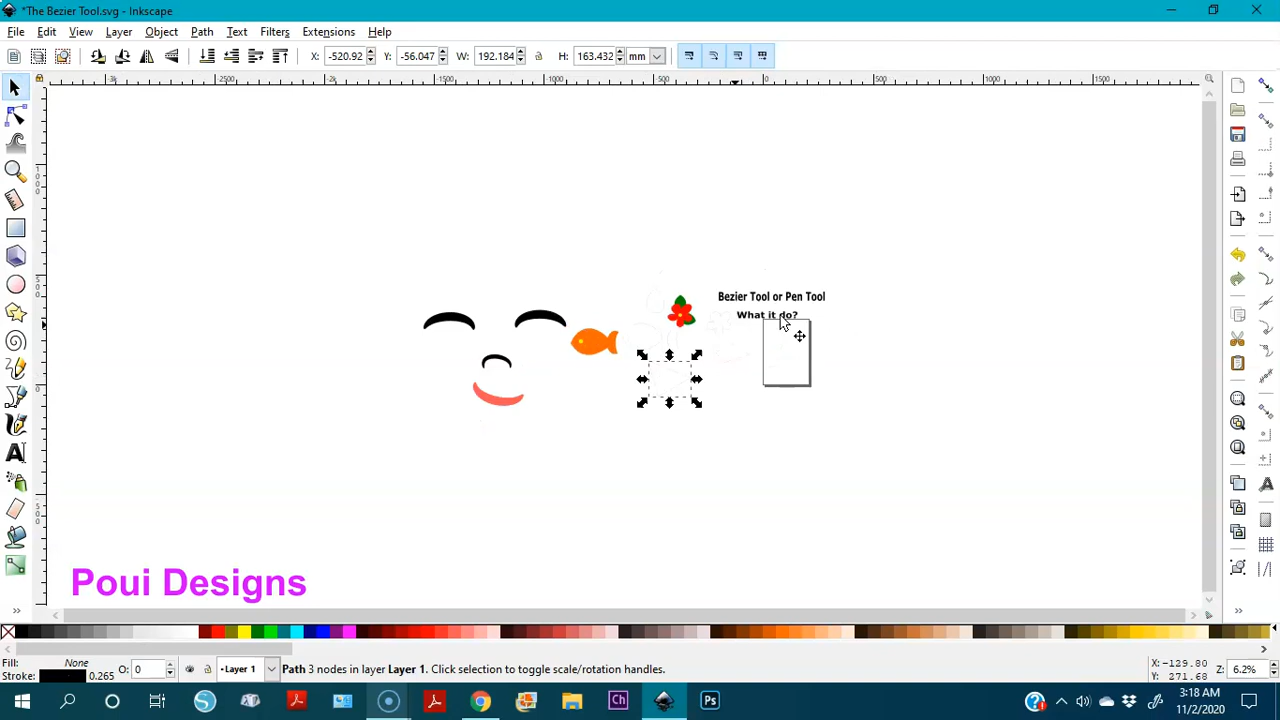 *The Bezier Tool.svg - Inkscape
File Edit View Layer Object Path Text Filters Extensions Help
X: -520.92 Y: -56.047 W: 192.184 H: 163.432 mm
Bezier Tool or Pen Tool
What it do?
Poui Designs
Fill: None
Stroke: 0.265
O: 0
Layer 1
Path 3 nodes in layer Layer 1. Click selection to toggle scale/rotation handles.
X: -129.80
Y: 271.68
Z: 6.2%
3:18 AM
11/2/2020